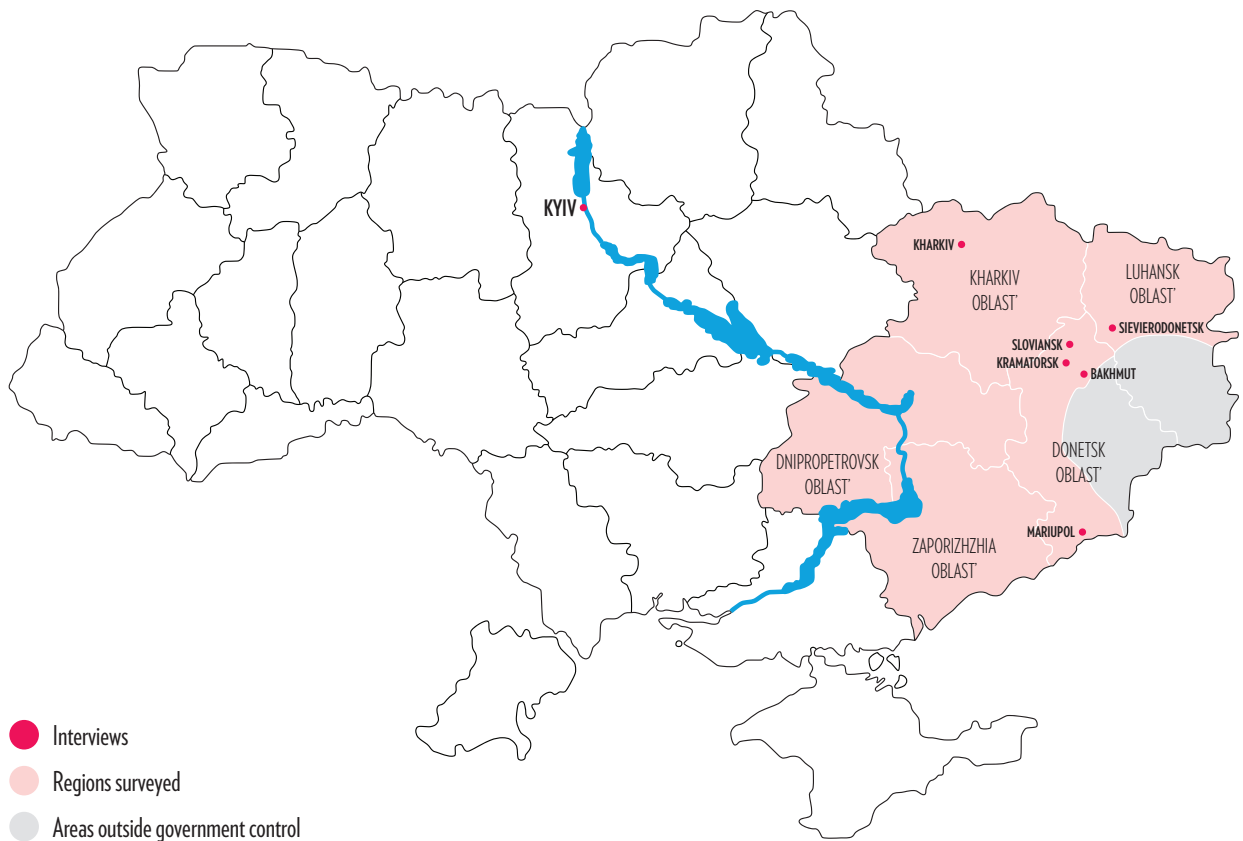 KYIV
KHARKIV
KHARKIV
OBLAST'
LUHANSK
OBLAST'
SIEVIERODONETSK
SLOVIANSK
KRAMATORSK
BAKHMUT
DONETSK
OBLAST'
DNIPROPETROVSK
OBLAST'
MARIUPOL
ZAPORIZHZHIA
OBLAST'
Interviews
Regions surveyed
Areas outside government control